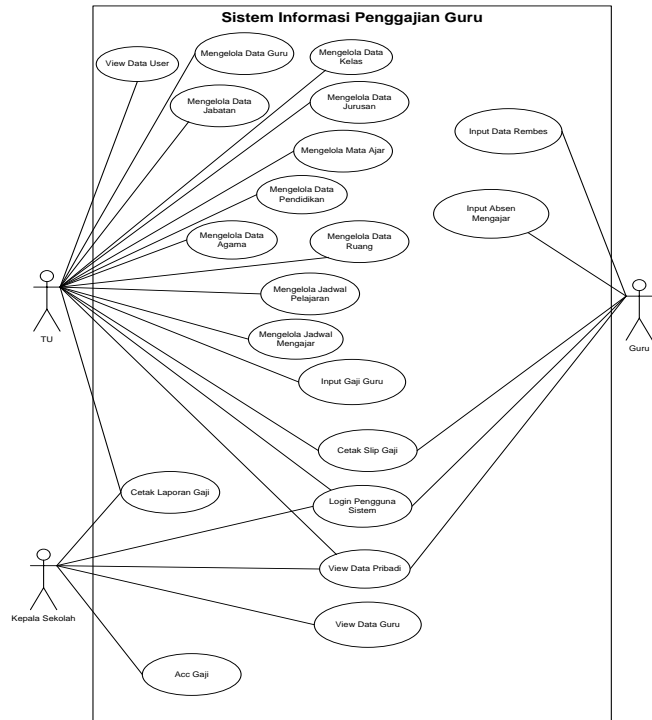 Sistem Informasi Penggajian Guru
View Data User
Mengelola Data Guru
Mengelola Data
Kelas
Mengelola Data
Jabatan
Mengelola Data
Jurusan
Input Data Rembes
Mengelola Mata Ajar
Mengelola Data
Pendidikan
Input Absen
Mengajar
Mengelola Data
Agama
Mengelola Data
Ruang
Mengelola Jadwal
Pelajaran
TU
Guru
Mengelola Jadwal
Mengajar
Input Gaji Guru
Cetak Slip Gaji
Cetak Laporan Gaji
Login Pengguna
Sistem
View Data Pribadi
Kepala Sekolah
View Data Guru
Acc Gaji